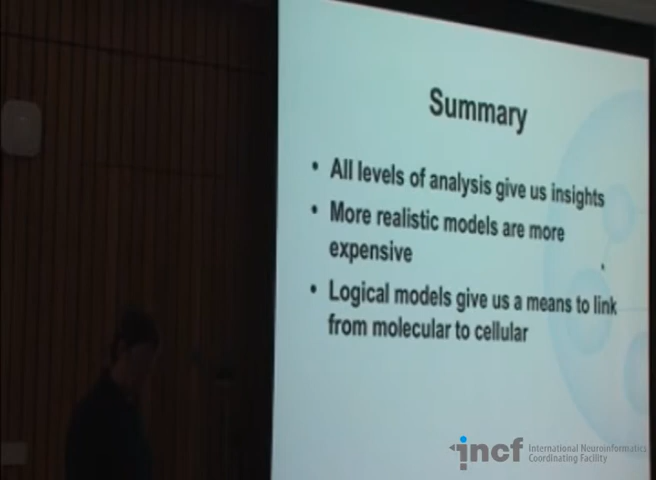 Summary
• All levels of analysis give us insights
• More realistic models are more
expensive
• Logical models give us a means to link
from molecular to cellular
incf International Neuroinformatics
Coordinating Facility